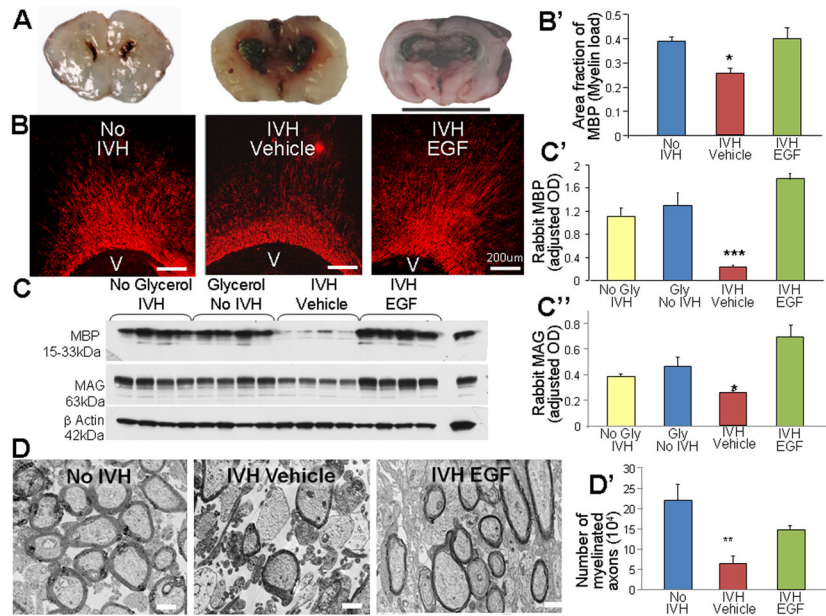 A
B
No
IVH
IVH
Vehicle
IVH
EGF
V
V
V
200um
C
No Glycerol
IVH
Glycerol
No IVH
IVH
Vehicle
IVH
EGF
MBP
15-33kDa
MAG
63kDa
β Actin
42kDa
D
No IVH
IVH Vehicle
IVH EGF
B'
Area fraction of
MBP (Myelin load)
0.5
0.4
0.3
0.2
0.1
0
*
No
IVH
IVH
Vehicle
IVH
EGF
C'
Rabbit MBP
(adjusted OD)
2
1.6
1.2
0.8
0.4
0
***
No Gly
IVH
Gly
No IVH
IVH
Vehicle
IVH
EGF
C''
Rabbit MAG
(adjusted OD)
0.8
0.6
0.4
0.2
0
*
No Gly
IVH
Gly
No IVH
IVH
Vehicle
IVH
EGF
D'
Number of
myelinated
axons (10⁴)
30
25
20
15
10
5
0
**
No
IVH
IVH
Vehicle
IVH
EGF